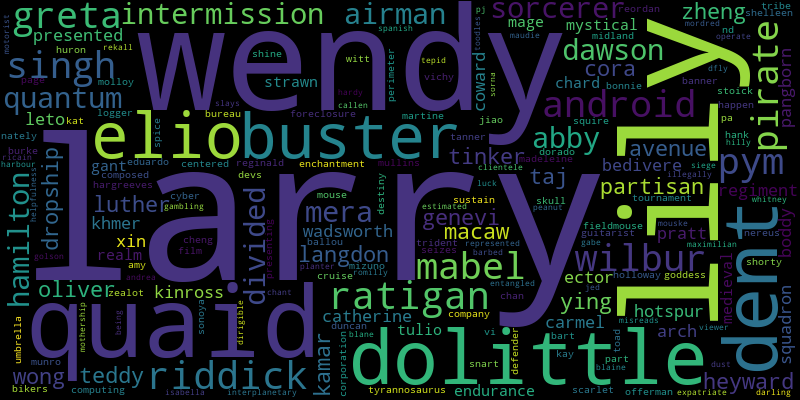 greta intermission airman sorcerer zheng tribe
motorist presented spanish pj mage mystical reordan shelleen
huron rekall wendy toodles maudie midland nd mordred operate
singh page molloy shine witt tepid coward dawson dfly
strawn perimeter sorna cora banner pirate
quantum logger callen vichy hardy chard bonnie stoick pangborn
leto kat slays bureau foreclosure martine squire happen
nately elio buster jiao android pa hank
burke spice tanner abby avenue hilly
ricain eduardo centered reginald mullins tinker dorado bedivere siege
harbour gant composed devs enchantment madeieine clientele taj pym illegally
helpfulness hargreeves mouse destiny luck partisan tournament regiment
hamilton dropship luther cyber gambling mera sustain estimated skull peanut lily whitney
khmer divided wadsworth genevi macaw fieldmouse mouske boddy
xin cheng ballou trident represented guitarist pratt maximilian nereus
golson realm film larry langdon seizes barbed wilbur gabe
amy andrea presenting planter mizuno mabel entangled ector holloway goddess shorty
oliver zealot kinross cruise romilly ratigan chan ying jed medieval
umbrella mothership being chant catherine company carmel hotspur misreads dent squadron
quaid sonoya dirigible duncan tulio vi defender bart toad arch viewer
munro blane corporation snart kay part dust
wong teddy riddick kamar dolittle blaine heyward
bikers computing isabella interplanetary tyrannosaurus endurance scarlet offerman expatriate darling